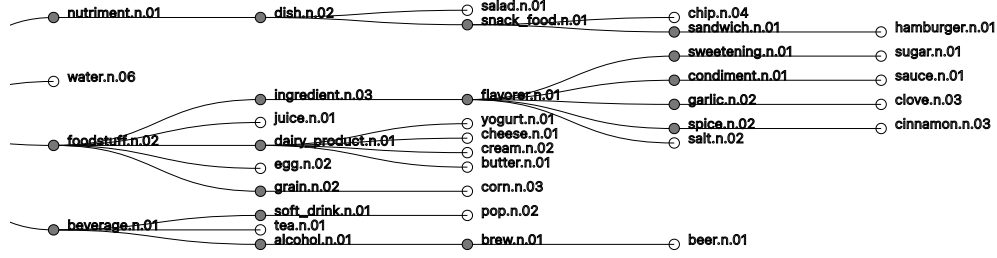 nutriment.n.01
dish.n.02
salad.n.01
snack_food.n.01
chip.n.04
sandwich.n.01
hamburger.n.01
water.n.06
foodstuff.n.02
ingredient.n.03
flavorer.n.01
sweetening.n.01
sugar.n.01
condiment.n.01
sauce.n.01
garlic.n.02
clove.n.03
spice.n.02
cinnamon.n.03
salt.n.02
juice.n.01
dairy_product.n.01
yogurt.n.01
cheese.n.01
cream.n.02
butter.n.01
egg.n.02
grain.n.02
corn.n.03
beverage.n.01
soft_drink.n.01
pop.n.02
tea.n.01
alcohol.n.01
brew.n.01
beer.n.01